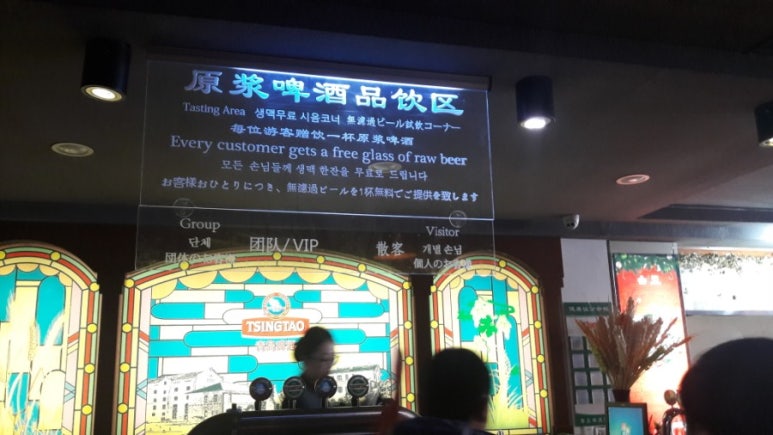 原浆啤酒品饮区
Tasting Area 생맥무료 시음코너 無濾過ビール試飲コーナー
每位游客赠饮一杯原浆啤酒
Every customer gets a free glass of raw beer
모든 손님들께 생맥 한잔을 무료로 드립니다
お客様おひとりにつき、無濾過ビールを1杯無料でご提供を致します
Group
단체
団体のお客様
团队/VIP
散客
Visitor
개별 손님
個人のお客様
TSINGTAO